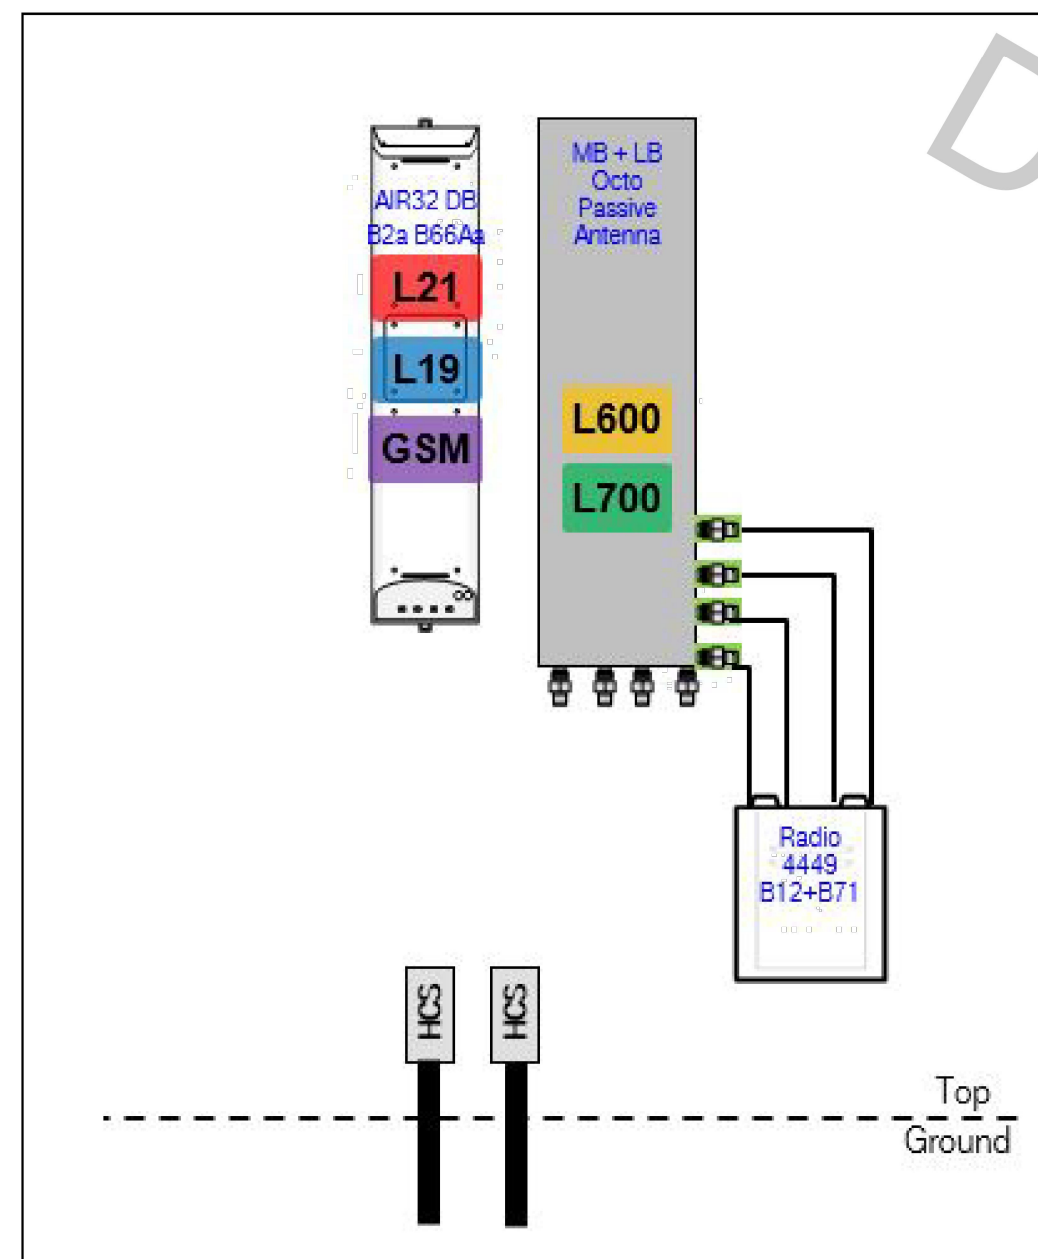 AIR32 DB
B2a B66Aa
L21
L19
GSM
MB + LB
Octo
Passive
Antenna
L600
L700
Radio
4449
B12+B71
HCS
HCS
Top
Ground
D